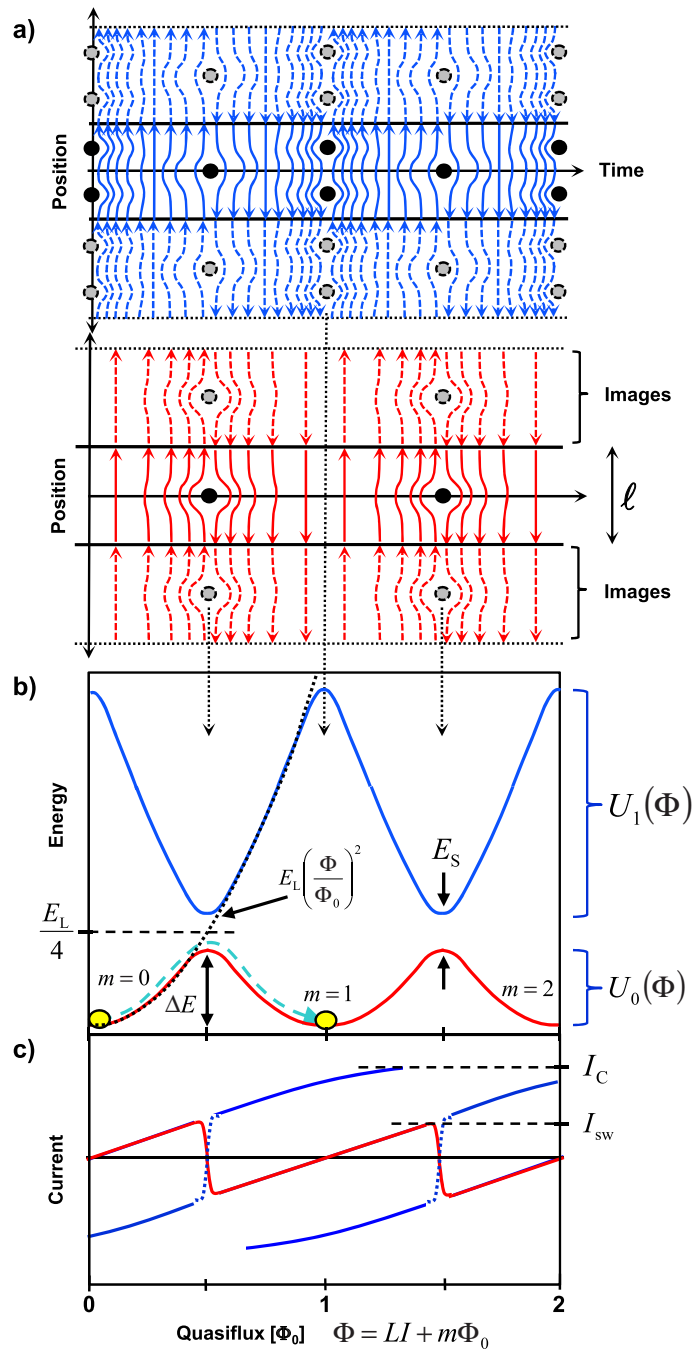 a)
Position
Time
Position
Images
ℓ
Images
b)
Energy
U₁(Φ)
E_S
E_L(Φ/Φ₀)²
E_L/4
m = 0
ΔE
m = 1
m = 2
U₀(Φ)
c)
Current
I_C
I_sw
0
1
2
Quasiflux [Φ₀] Φ = LI + mΦ₀